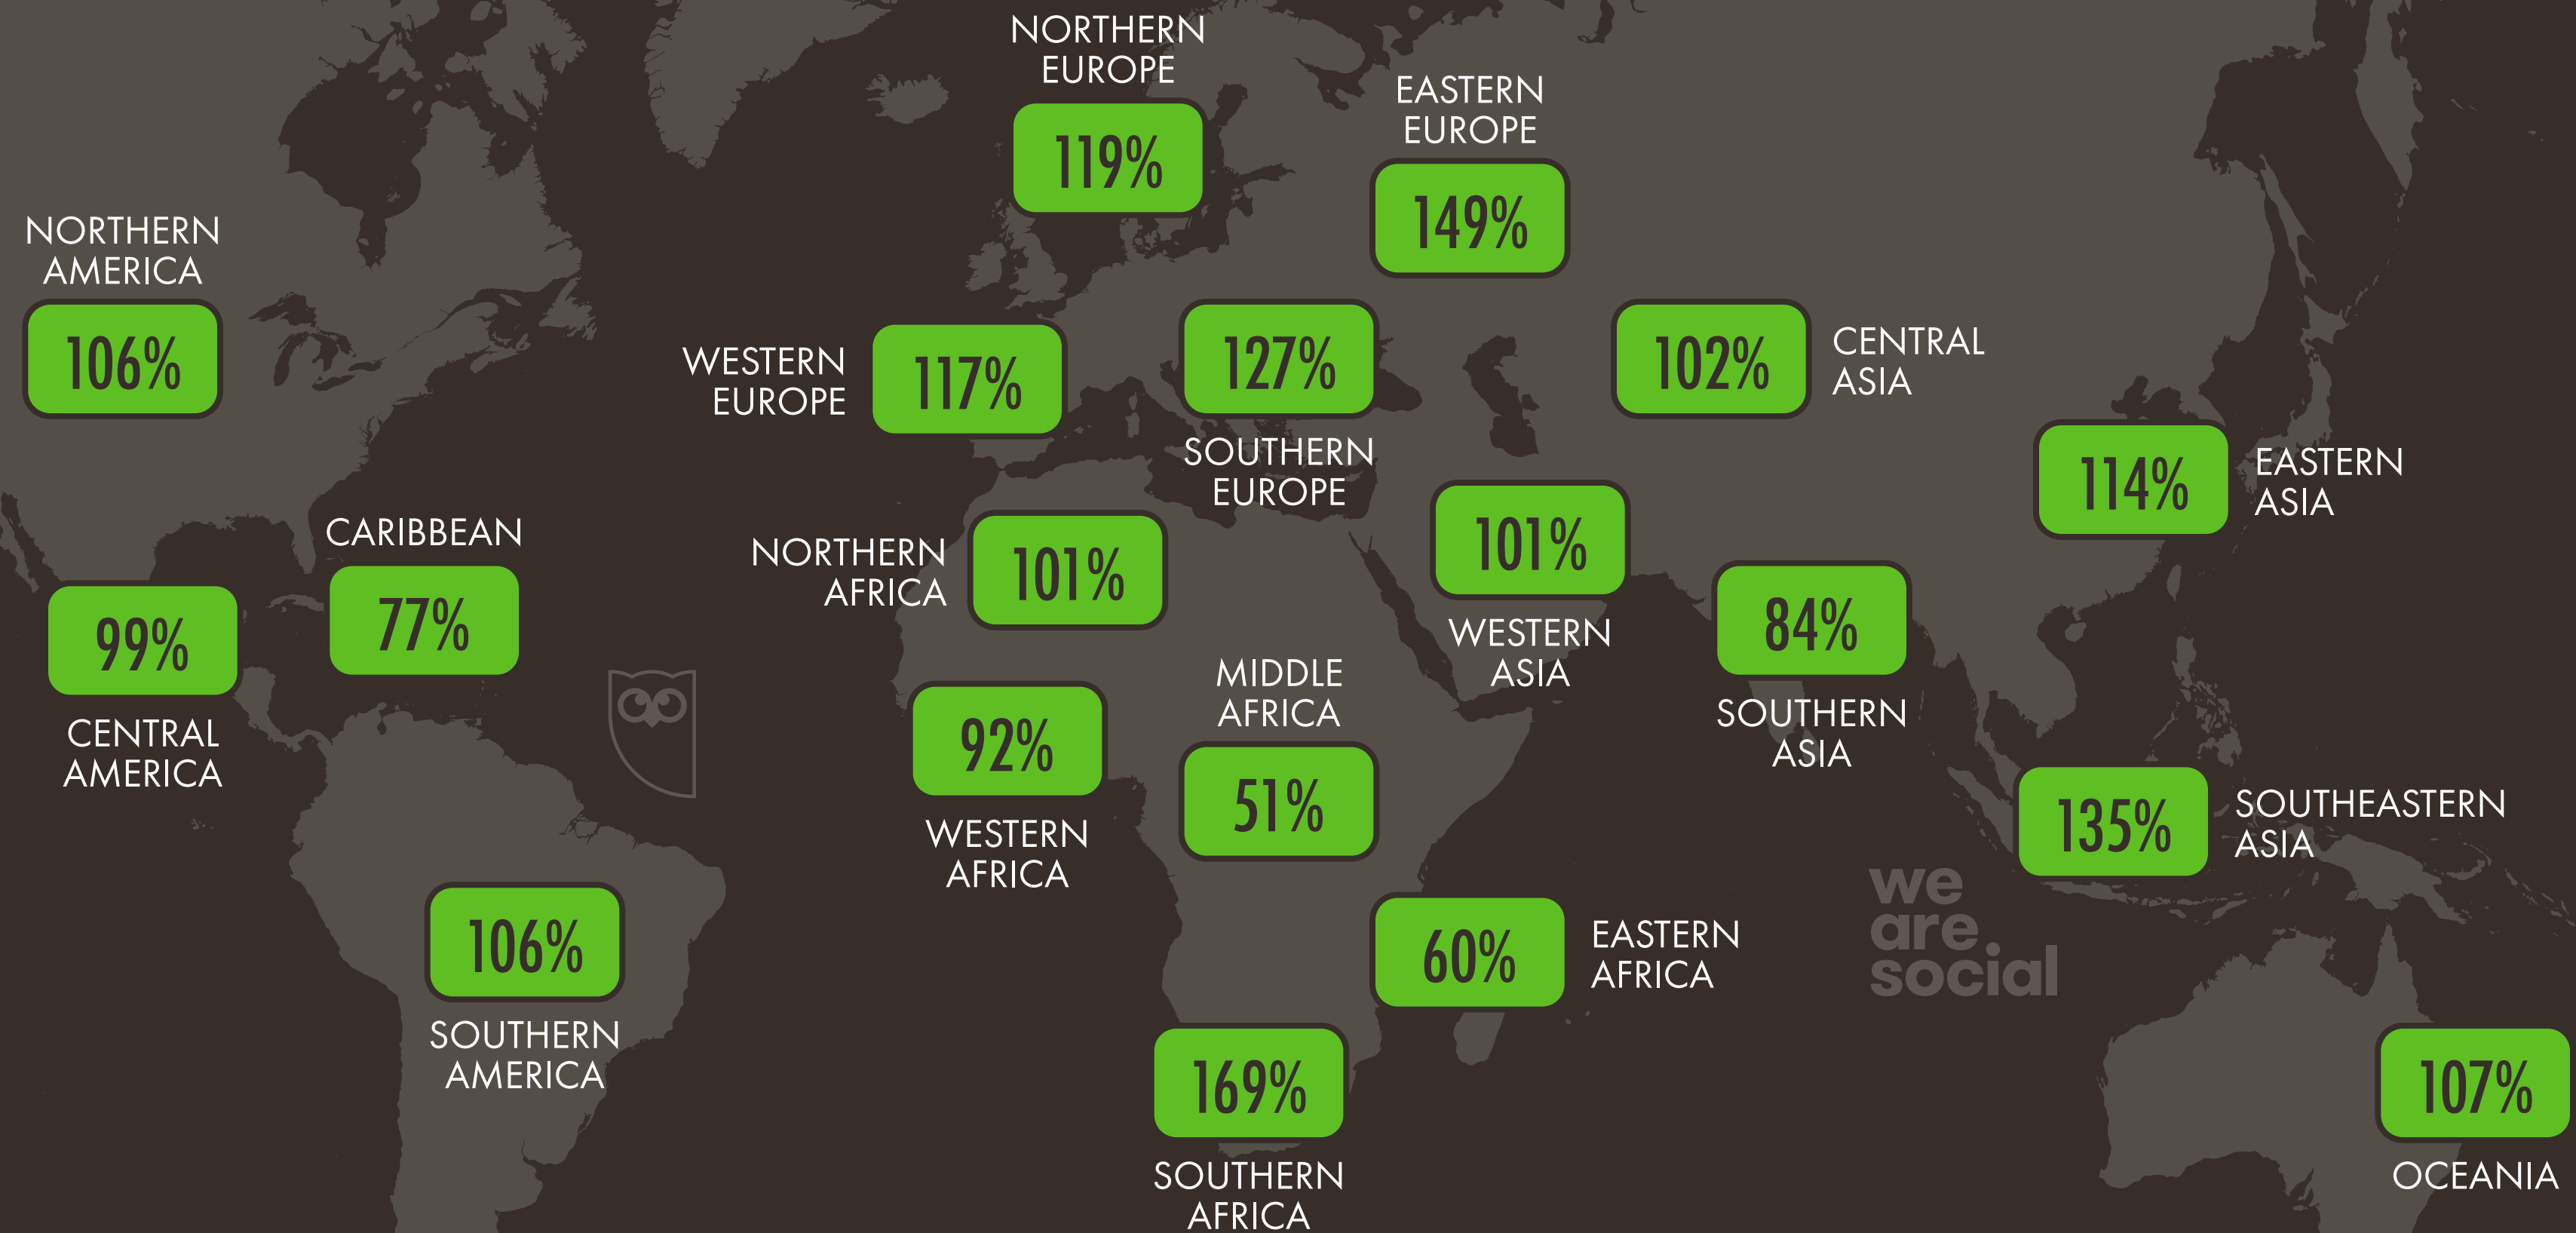 NORTHERN
EUROPE
119%
EASTERN
EUROPE
149%
NORTHERN
AMERICA
106%
WESTERN
EUROPE
117%
127%
SOUTHERN
EUROPE
102%
CENTRAL
ASIA
114%
EASTERN
ASIA
CARIBBEAN
77%
99%
CENTRAL
AMERICA
NORTHERN
AFRICA
101%
101%
WESTERN
ASIA
84%
SOUTHERN
ASIA
92%
WESTERN
AFRICA
MIDDLE
AFRICA
51%
135%
SOUTHEASTERN
ASIA
106%
SOUTHERN
AMERICA
60%
EASTERN
AFRICA
we
are
social
169%
SOUTHERN
AFRICA
107%
OCEANIA